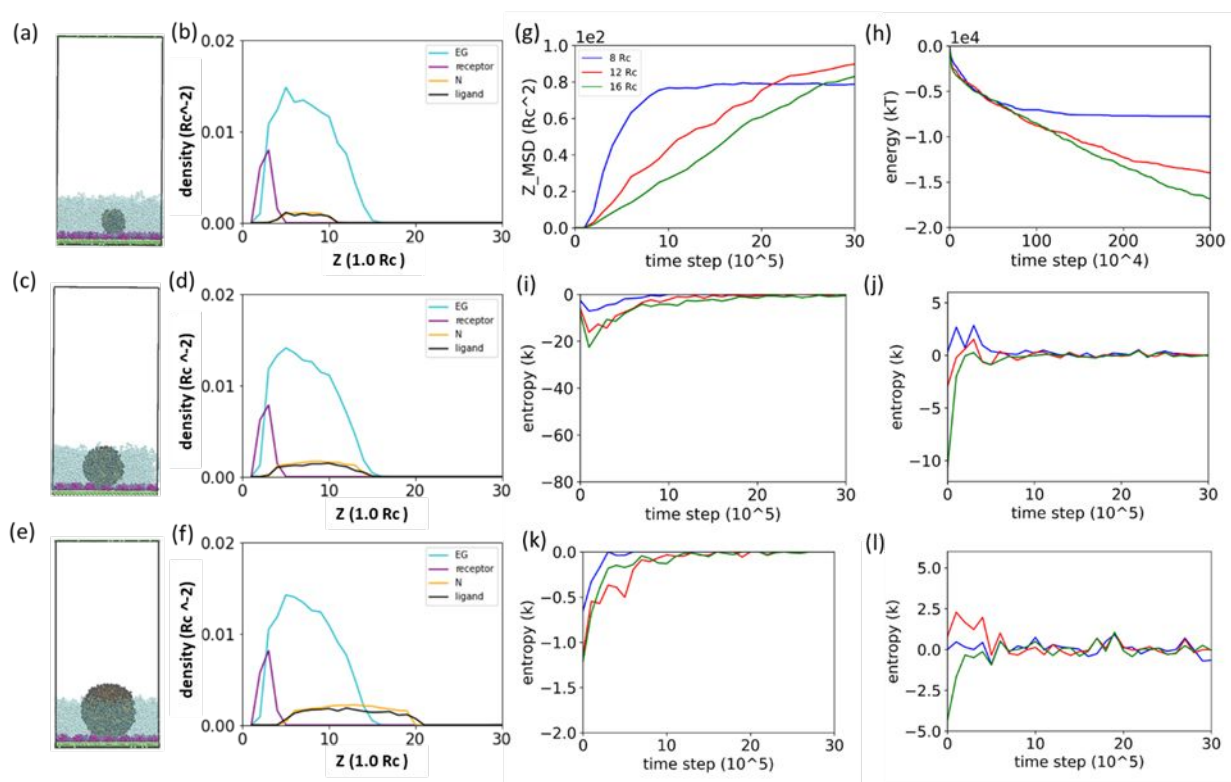 (a)
(b)
0.02
0.01
0.00
density (Rc^-2)
EG
receptor
N
ligand
0 10 20 30
Z (1.0 Rc )
(g)
1e2
1.0
0.8
0.6
0.4
0.2
0.0
Z_MSD (Rc^2)
8 Rc
12 Rc
16 Rc
0 10 20 30
time step (10^5)
(h)
1e4
0.0
−0.5
−1.0
−1.5
−2.0
energy (kT)
0 100 200 300
time step (10^4)
(c)
(d)
0.02
0.01
0.00
density (Rc ^-2)
EG
receptor
N
ligand
0 10 20 30
Z (1.0 Rc )
(i)
0
−20
−40
−60
−80
entropy (k)
0 10 20 30
time step (10^5)
(j)
5
0
−5
−10
entropy (k)
0 10 20 30
time step (10^5)
(e)
(f)
0.02
0.01
0.00
density (Rc ^-2)
EG
receptor
N
ligand
0 10 20 30
Z (1.0 Rc )
(k)
0.0
−0.5
−1.0
−1.5
−2.0
entropy (k)
0 10 20 30
time step (10^5)
(l)
5.0
2.5
0.0
−2.5
−5.0
entropy (k)
0 10 20 30
time step (10^5)